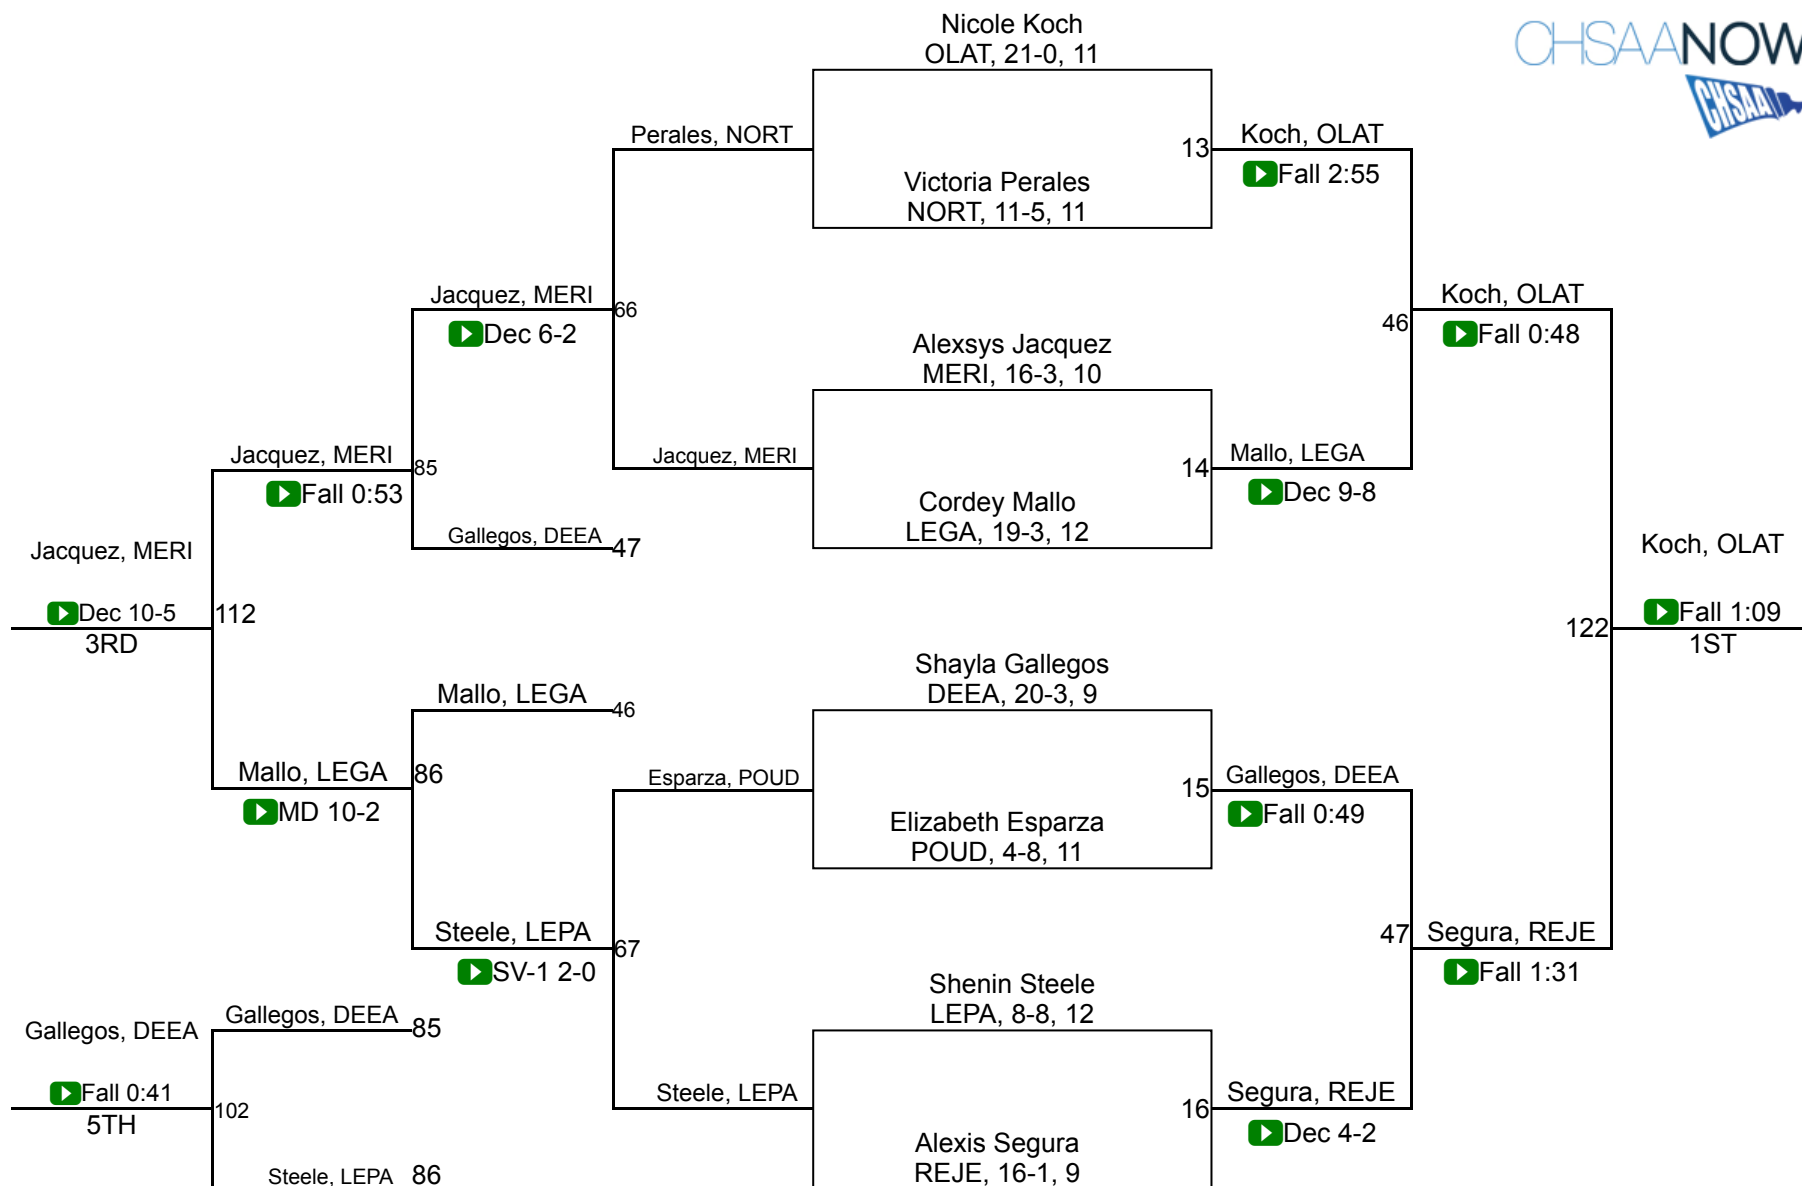 Nicole Koch
OLAT, 21-0, 11
CHSAANOW
CHSAA
Perales, NORT
13
Koch, OLAT
Fall 2:55
Victoria Perales
NORT, 11-5, 11
Jacquez, MERI
66
Dec 6-2
Koch, OLAT
46
Fall 0:48
Alexsys Jacquez
MERI, 16-3, 10
Jacquez, MERI
85
Fall 0:53
Jacquez, MERI
14
Mallo, LEGA
Dec 9-8
Cordey Mallo
LEGA, 19-3, 12
Gallegos, DEEA
47
Jacquez, MERI
Dec 10-5
112
3RD
Koch, OLAT
122
Fall 1:09
1ST
Shayla Gallegos
DEEA, 20-3, 9
Mallo, LEGA
46
Mallo, LEGA
86
MD 10-2
Esparza, POUD
15
Gallegos, DEEA
Fall 0:49
Elizabeth Esparza
POUD, 4-8, 11
Steele, LEPA
67
SV-1 2-0
47
Segura, REJE
Fall 1:31
Shenin Steele
LEPA, 8-8, 12
Gallegos, DEEA
Gallegos, DEEA
85
Fall 0:41
102
5TH
Steele, LEPA
16
Segura, REJE
Dec 4-2
Alexis Segura
REJE, 16-1, 9
Steele, LEPA
86